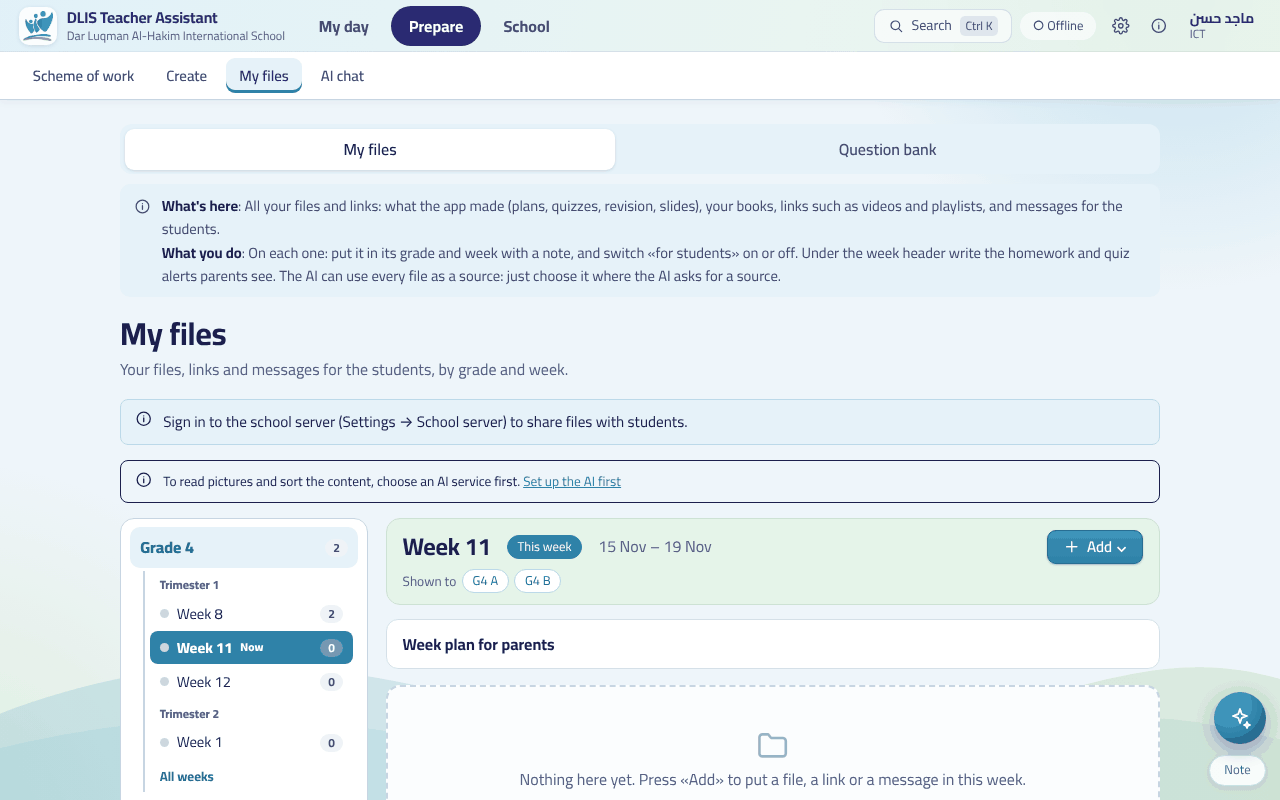 DLIS Teacher Assistant
Dar Luqman Al-Hakim International School
My day
Prepare
School
Search Ctrl K
Offline
ماجد حسن
ICT
Scheme of work
Create
My files
AI chat
My files
Question bank
What's here: All your files and links: what the app made (plans, quizzes, revision, slides), your books, links such as videos and playlists, and messages for the
students.
What you do: On each one: put it in its grade and week with a note, and switch «for students» on or off. Under the week header write the homework and quiz
alerts parents see. The AI can use every file as a source: just choose it where the AI asks for a source.
My files
Your files, links and messages for the students, by grade and week.
Sign in to the school server (Settings → School server) to share files with students.
To read pictures and sort the content, choose an AI service first. Set up the AI first
Grade 4 2
Trimester 1
Week 8 2
Week 11 Now 0
Week 12 0
Trimester 2
Week 1 0
All weeks
Week 11 This week 15 Nov – 19 Nov
Add
Shown to G4 A G4 B
Week plan for parents
Nothing here yet. Press «Add» to put a file, a link or a message in this week.
Note